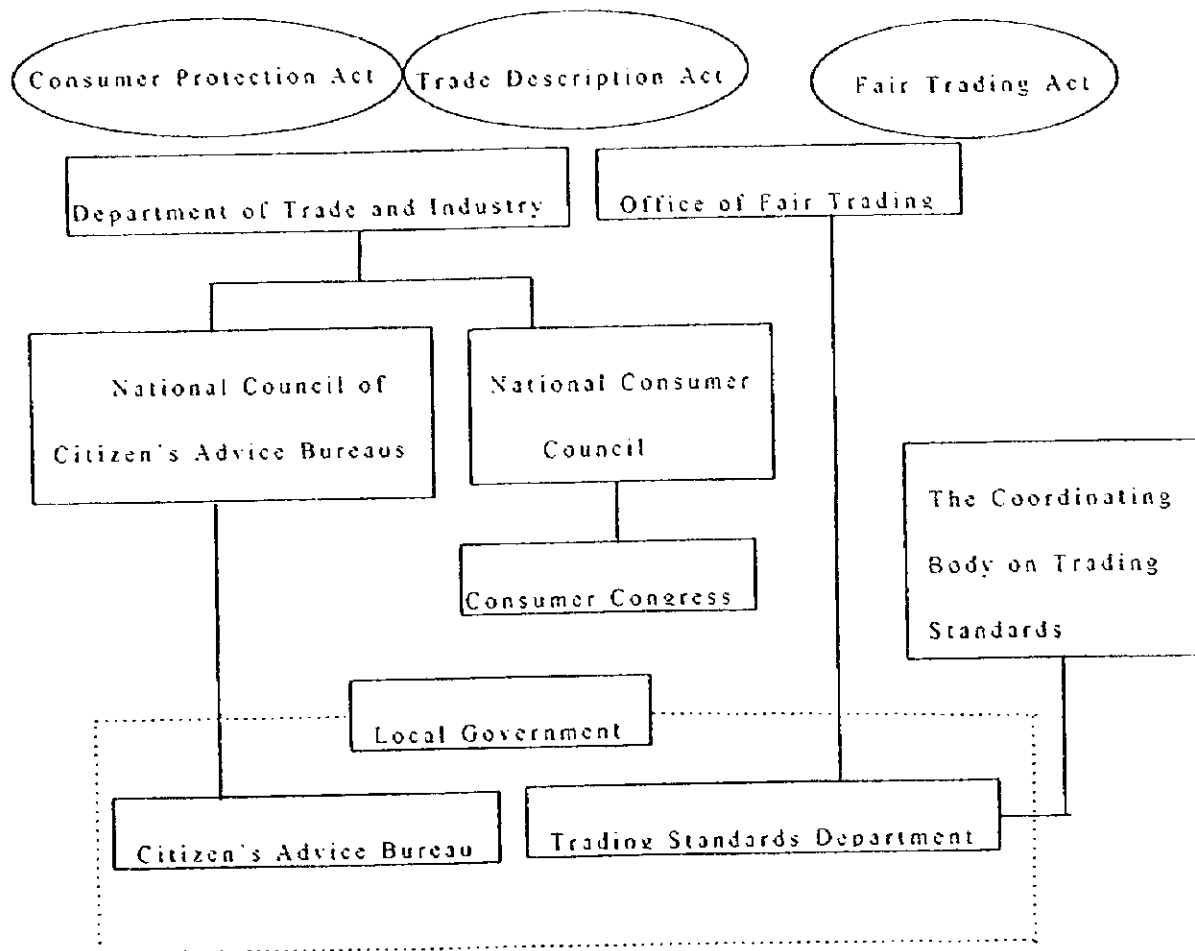 Consumer Protection Act
Trade Description Act
Fair Trading Act
Department of Trade and Industry
Office of Fair Trading
National Council of
Citizen's Advice Bureaus
National Consumer
Council
The Coordinating
Body on Trading
Standards
Consumer Congress
Local Government
Citizen's Advice Bureau
Trading Standards Department